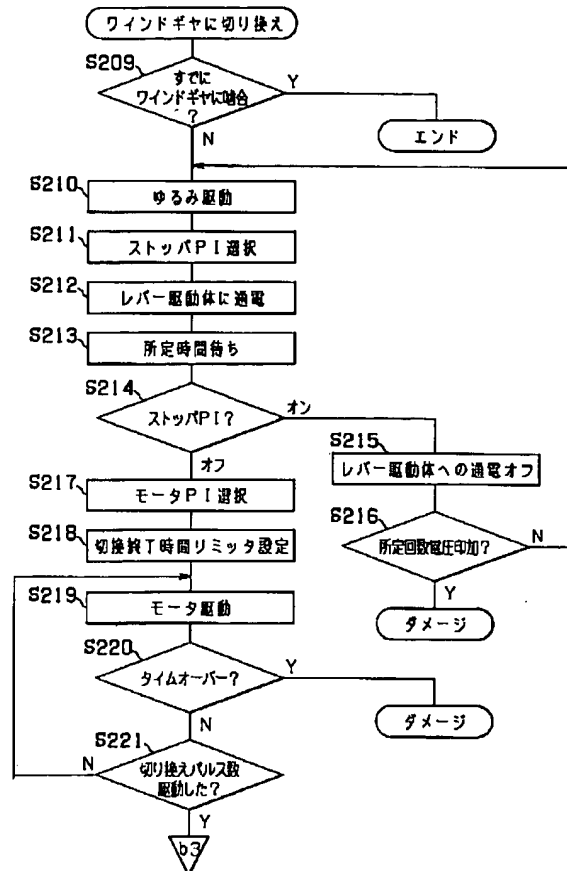 ワインドギヤに切り換え
S209
すでに
ワインドギヤに噛合
?
Y
エンド
N
S210
ゆるみ駆動
S211
ストッパPI選択
S212
レバー駆動体に通電
S213
所定時間待ち
S214
ストッパPI?
オン
オフ
S215
レバー駆動体への通電オフ
S216
所定回数電圧印加?
N
Y
ダメージ
S217
モータPI選択
S218
切換終了時間リミッタ設定
S219
モータ駆動
S220
タイムオーバー?
Y
ダメージ
N
S221
切り換えパルス数
駆動した?
N
Y
b3